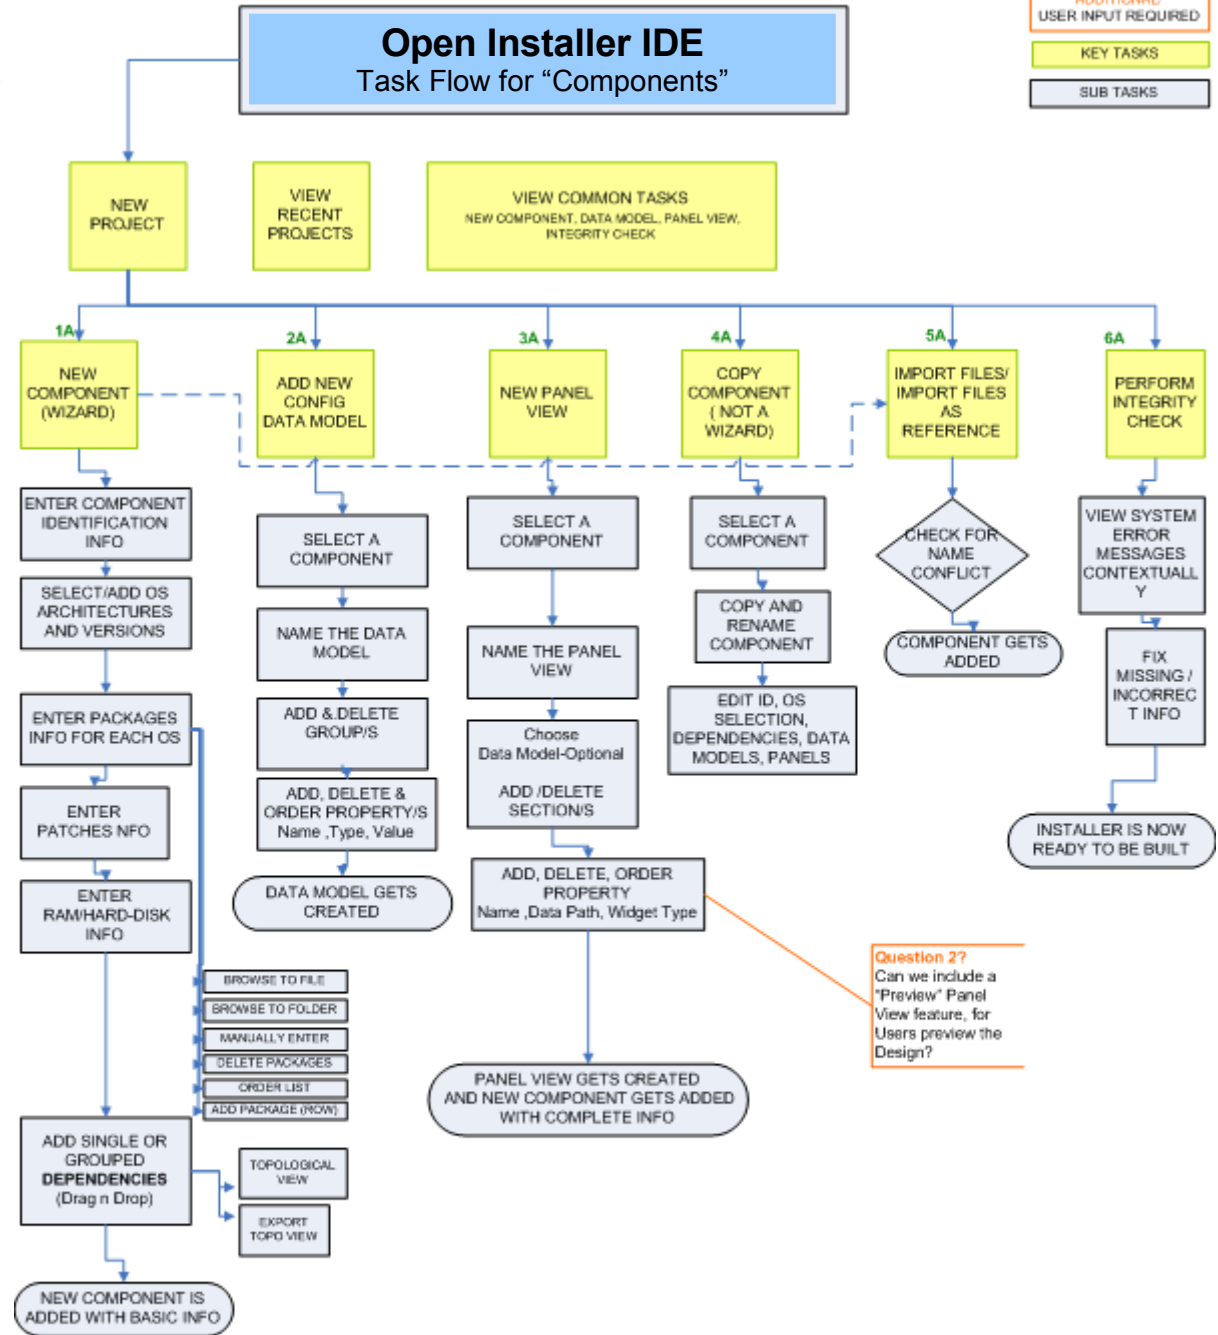 Open Installer IDE
Task Flow for “Components”
ADDITIONAL
USER INPUT REQUIRED
KEY TASKS
SUB TASKS
NEW
PROJECT
VIEW
RECENT
PROJECTS
VIEW COMMON TASKS
NEW COMPONENT, DATA MODEL, PANEL VIEW,
INTEGRITY CHECK
1A
NEW
COMPONENT
(WIZARD)
2A
ADD NEW
CONFIG
DATA MODEL
3A
NEW PANEL
VIEW
4A
COPY
COMPONENT
( NOT A
WIZARD)
5A
IMPORT FILES/
IMPORT FILES
AS
REFERENCE
6A
PERFORM
INTEGRITY
CHECK
ENTER COMPONENT
IDENTIFICATION
INFO
SELECT/ADD OS
ARCHITECTURES
AND VERSIONS
ENTER PACKAGES
INFO FOR EACH OS
ENTER
PATCHES NFO
ENTER
RAM/HARD-DISK
INFO
BROWSE TO FILE
BROWSE TO FOLDER
MANUALLY ENTER
DELETE PACKAGES
ORDER LIST
ADD PACKAGE (ROW)
ADD SINGLE OR
GROUPED
DEPENDENCIES
(Drag n Drop)
TOPOLOGICAL
VIEW
EXPORT
TOPO VIEW
NEW COMPONENT IS
ADDED WITH BASIC INFO
SELECT A
COMPONENT
NAME THE DATA
MODEL
ADD & DELETE
GROUP/S
ADD, DELETE &
ORDER PROPERTY/S
Name ,Type, Value
DATA MODEL GETS
CREATED
SELECT A
COMPONENT
NAME THE PANEL
VIEW
Choose
Data Model-Optional
ADD /DELETE
SECTION/S
ADD, DELETE, ORDER
PROPERTY
Name ,Data Path, Widget Type
PANEL VIEW GETS CREATED
AND NEW COMPONENT GETS ADDED
WITH COMPLETE INFO
Question 2?
Can we include a
"Preview" Panel
View feature, for
Users preview the
Design?
SELECT A
COMPONENT
COPY AND
RENAME
COMPONENT
EDIT ID, OS
SELECTION,
DEPENDENCIES, DATA
MODELS, PANELS
CHECK FOR
NAME
CONFLICT
COMPONENT GETS
ADDED
VIEW SYSTEM
ERROR
MESSAGES
CONTEXTUALL
Y
FIX
MISSING /
INCORREC
T INFO
INSTALLER IS NOW
READY TO BE BUILT